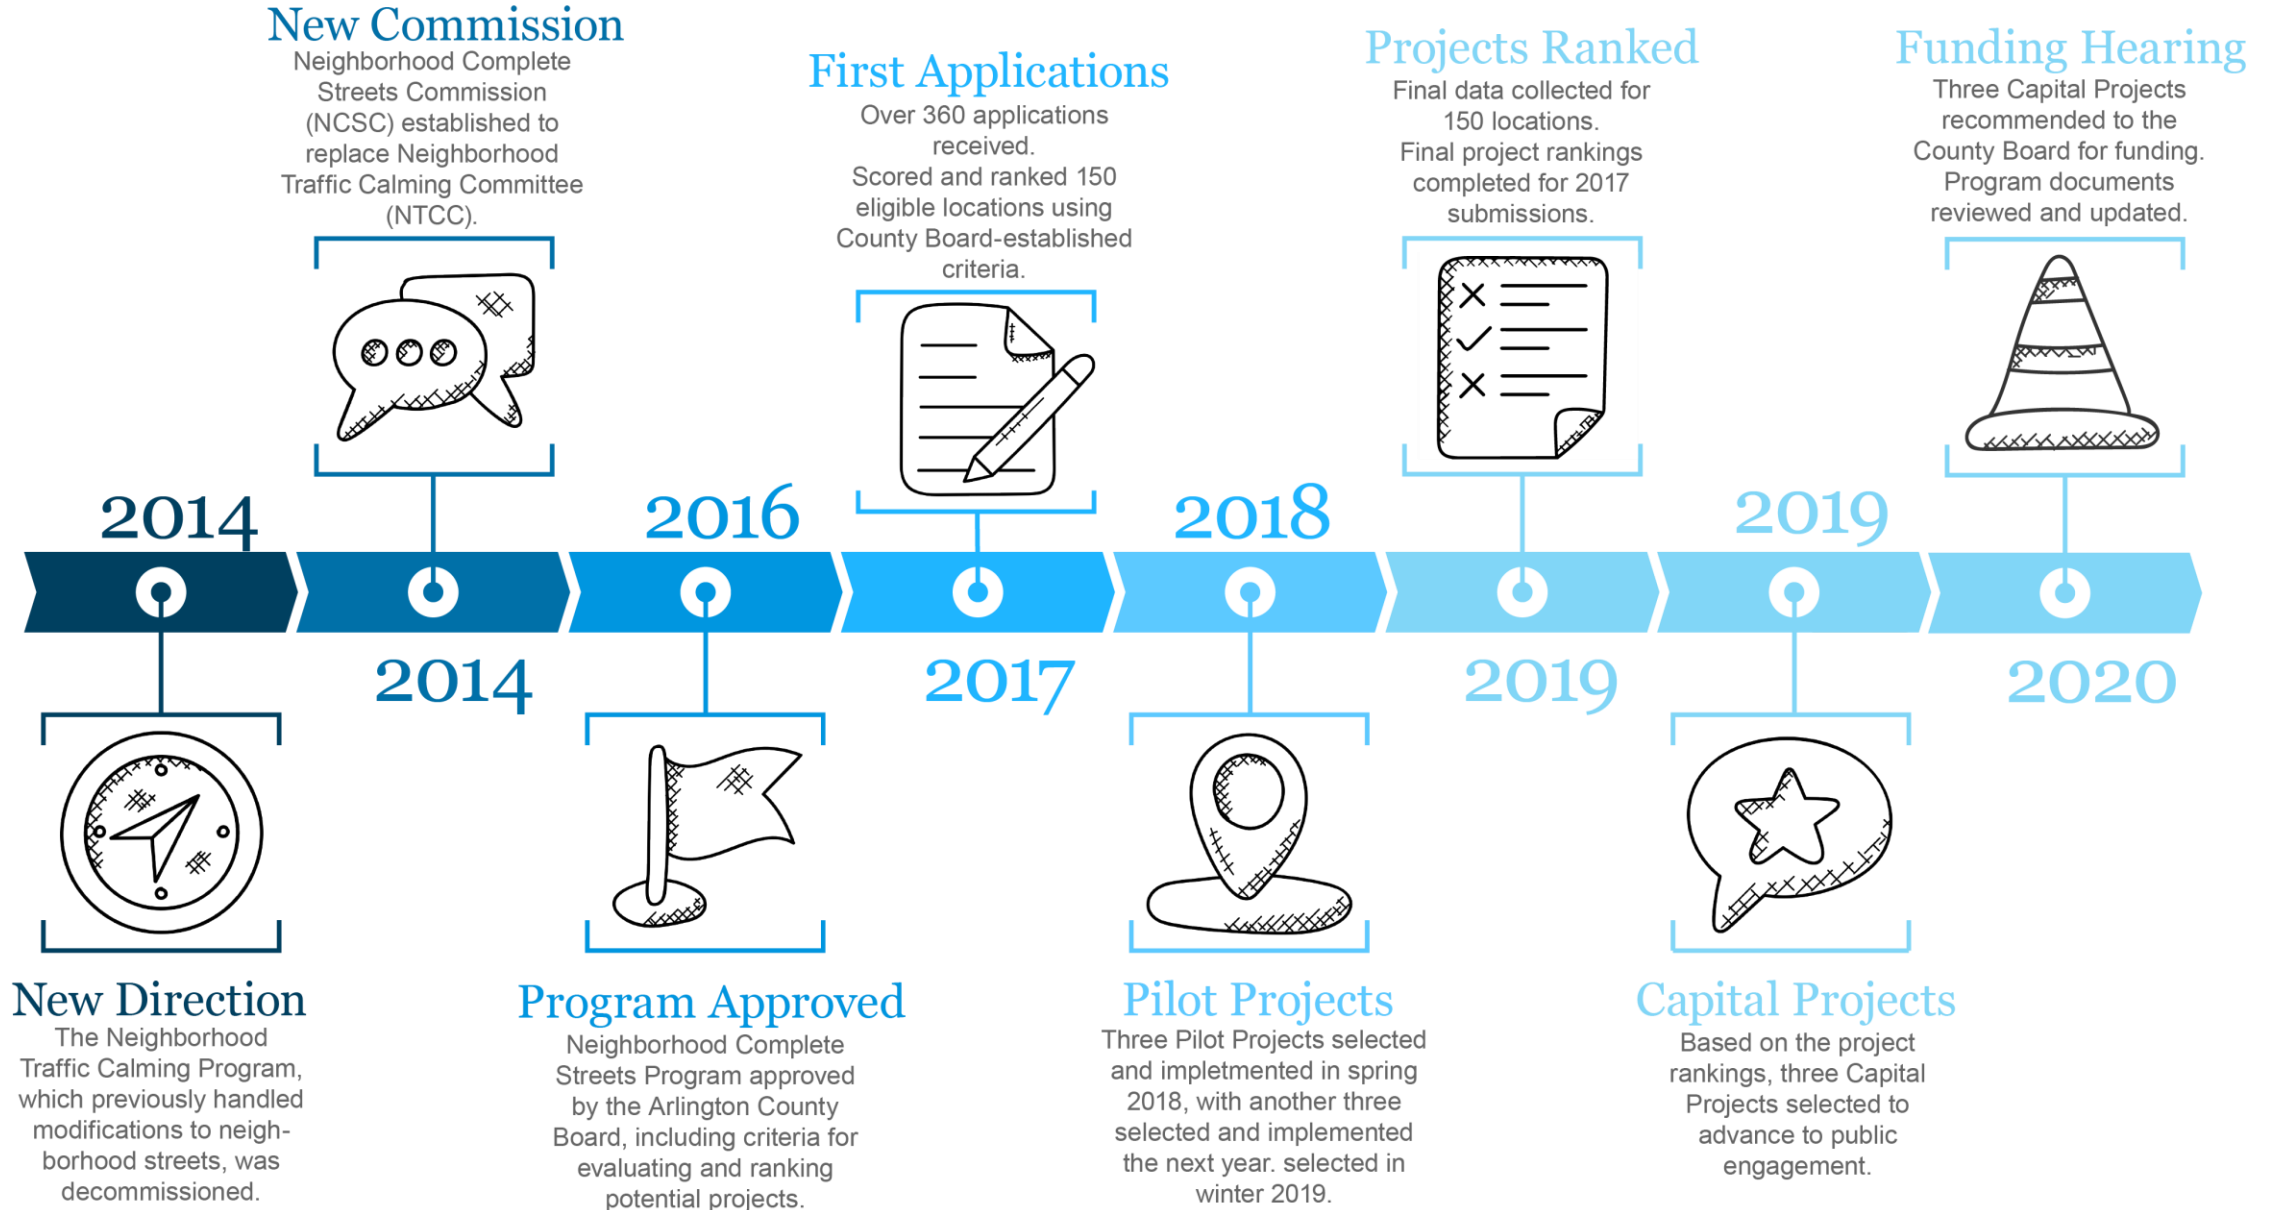 New Commission
Neighborhood Complete
Streets Commission
(NCSC) established to
replace Neighborhood
Traffic Calming Committee
(NTCC).
First Applications
Over 360 applications
received.
Scored and ranked 150
eligible locations using
County Board-established
criteria.
Projects Ranked
Final data collected for
150 locations.
Final project rankings
completed for 2017
submissions.
Funding Hearing
Three Capital Projects
recommended to the
County Board for funding.
Program documents
reviewed and updated.
2014
2016
2018
2019
2014
2017
2019
2020
New Direction
The Neighborhood
Traffic Calming Program,
which previously handled
modifications to neigh-
borhood streets, was
decommissioned.
Program Approved
Neighborhood Complete
Streets Program approved
by the Arlington County
Board, including criteria for
evaluating and ranking
potential projects.
Pilot Projects
Three Pilot Projects selected
and impletmented in spring
2018, with another three
selected and implemented
the next year. selected in
winter 2019.
Capital Projects
Based on the project
rankings, three Capital
Projects selected to
advance to public
engagement.